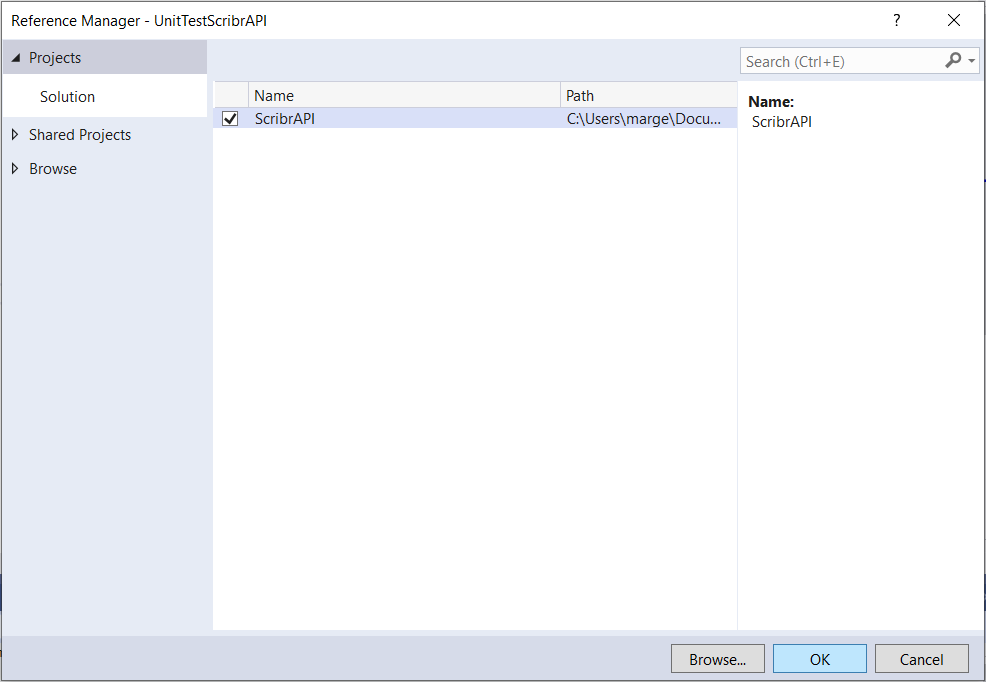 Reference Manager - UnitTestScribrAPI
?
Projects
Solution
Shared Projects
Browse
Search (Ctrl+E)
Name Path
ScribrAPI C:\Users\marge\Docu...
Name:
ScribrAPI
Browse... OK Cancel